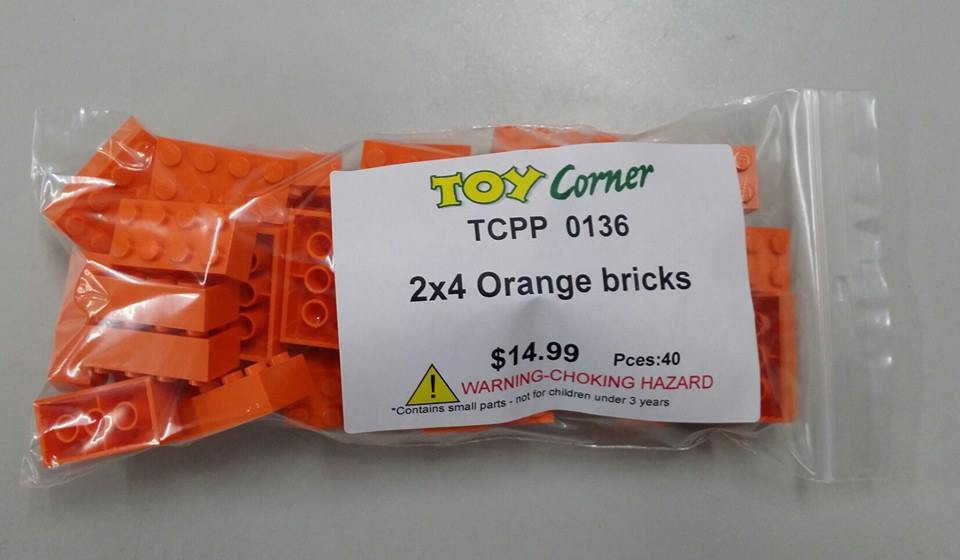 TOY Corner
TCPP 0136
2x4 Orange bricks
$14.99 Pces:40
WARNING-CHOKING HAZARD
*Contains small parts - not for children under 3 years